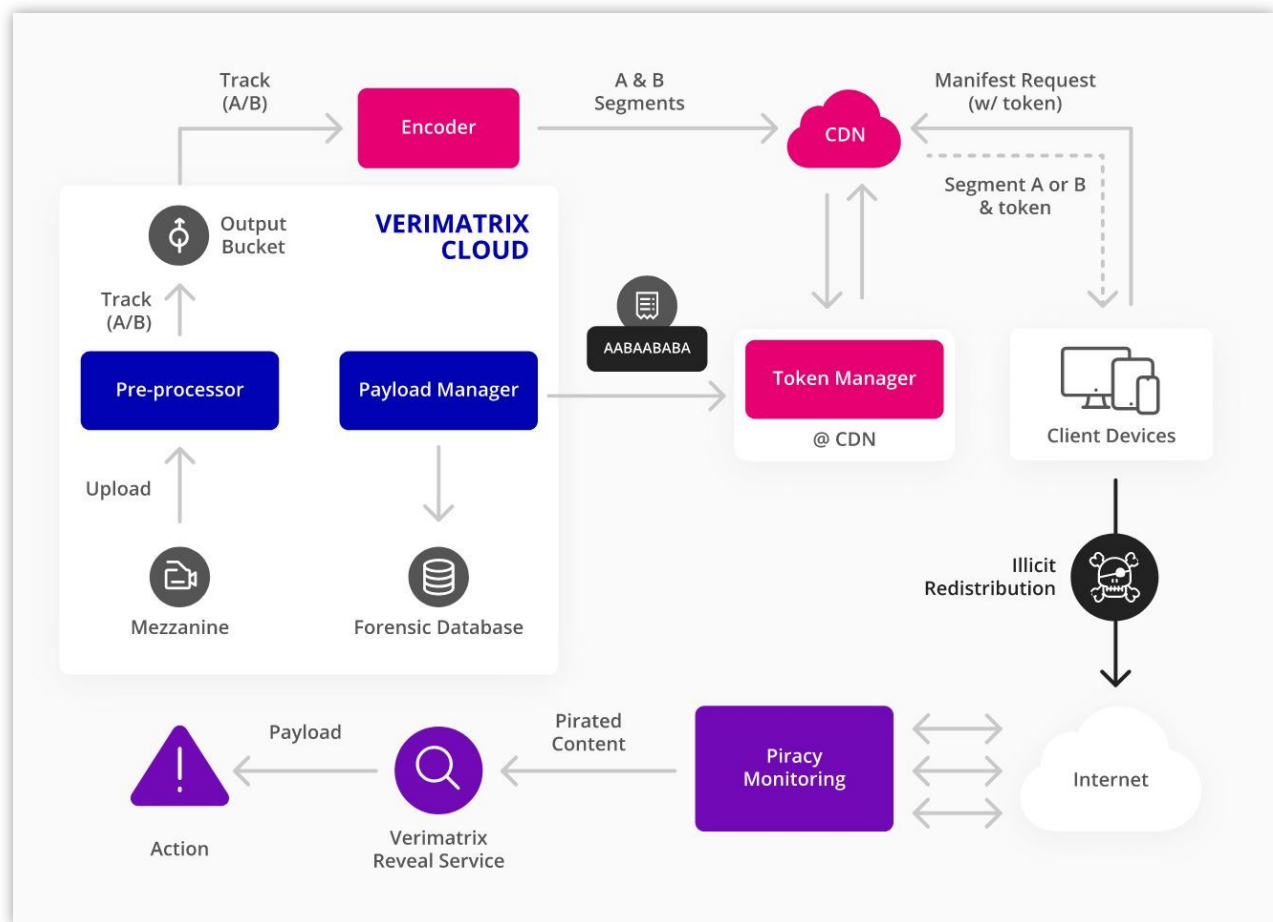 Track
(A/B)
Encoder
A & B
Segments
CDN
Manifest Request
(w/ token)
Segment A or B
& token
Output
Bucket
VERIMATRIX
CLOUD
Track
(A/B)
AABAABABA
Pre-processor
Payload Manager
Token Manager
@ CDN
Client Devices
Upload
Mezzanine
Forensic Database
Illicit
Redistribution
Action
Payload
Verimatrix
Reveal Service
Pirated
Content
Piracy
Monitoring
Internet